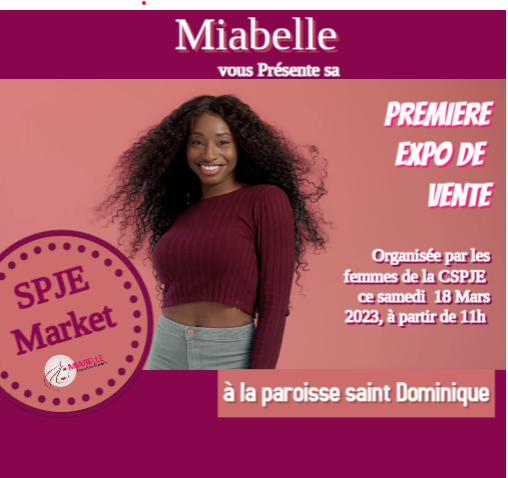 Miabelle
vous Présente sa
PREMIERE
EXPO DE
VENTE
Organisée par les
femmes de la CSPJE
ce samedi 18 Mars
2023, à partir de 11h
SPJE
Market
MIABELLE
à la paroisse saint Dominique